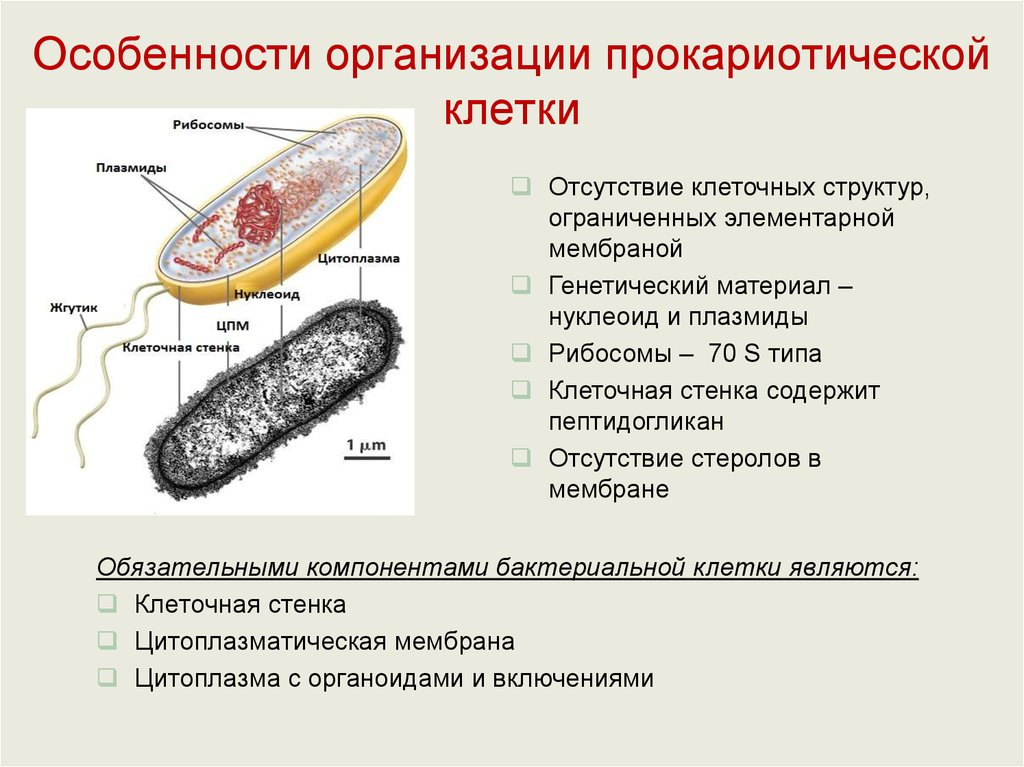 Особенности организации прокариотической
клетки
Рибосомы
Плазмиды
Цитоплазма
Нуклеоид
Жгутик
ЦПМ
Клеточная стенка
1 µm
❑ Отсутствие клеточных структур,
ограниченных элементарной
мембраной
❑ Генетический материал –
нуклеоид и плазмиды
❑ Рибосомы – 70 S типа
❑ Клеточная стенка содержит
пептидогликан
❑ Отсутствие стеролов в
мембране
Обязательными компонентами бактериальной клетки являются:
❑ Клеточная стенка
❑ Цитоплазматическая мембрана
❑ Цитоплазма с органоидами и включениями